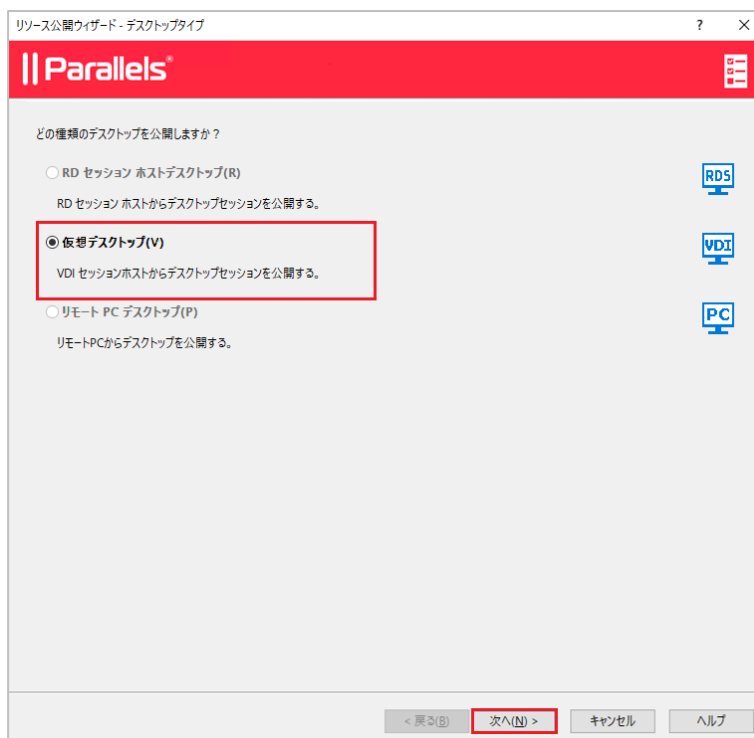 リソース公開ウィザード - デスクトップタイプ ? ×
|| Parallels®
どの種類のデスクトップを公開しますか？
RD セッション ホストデスクトップ(R)
RDS
RD セッション ホストからデスクトップセッションを公開する。
仮想デスクトップ(V)
VDI
VDI セッションホストからデスクトップセッションを公開する。
リモート PC デスクトップ(P)
PC
リモートPCからデスクトップを公開する。
< 戻る(B) 次へ(N) > キャンセル ヘルプ